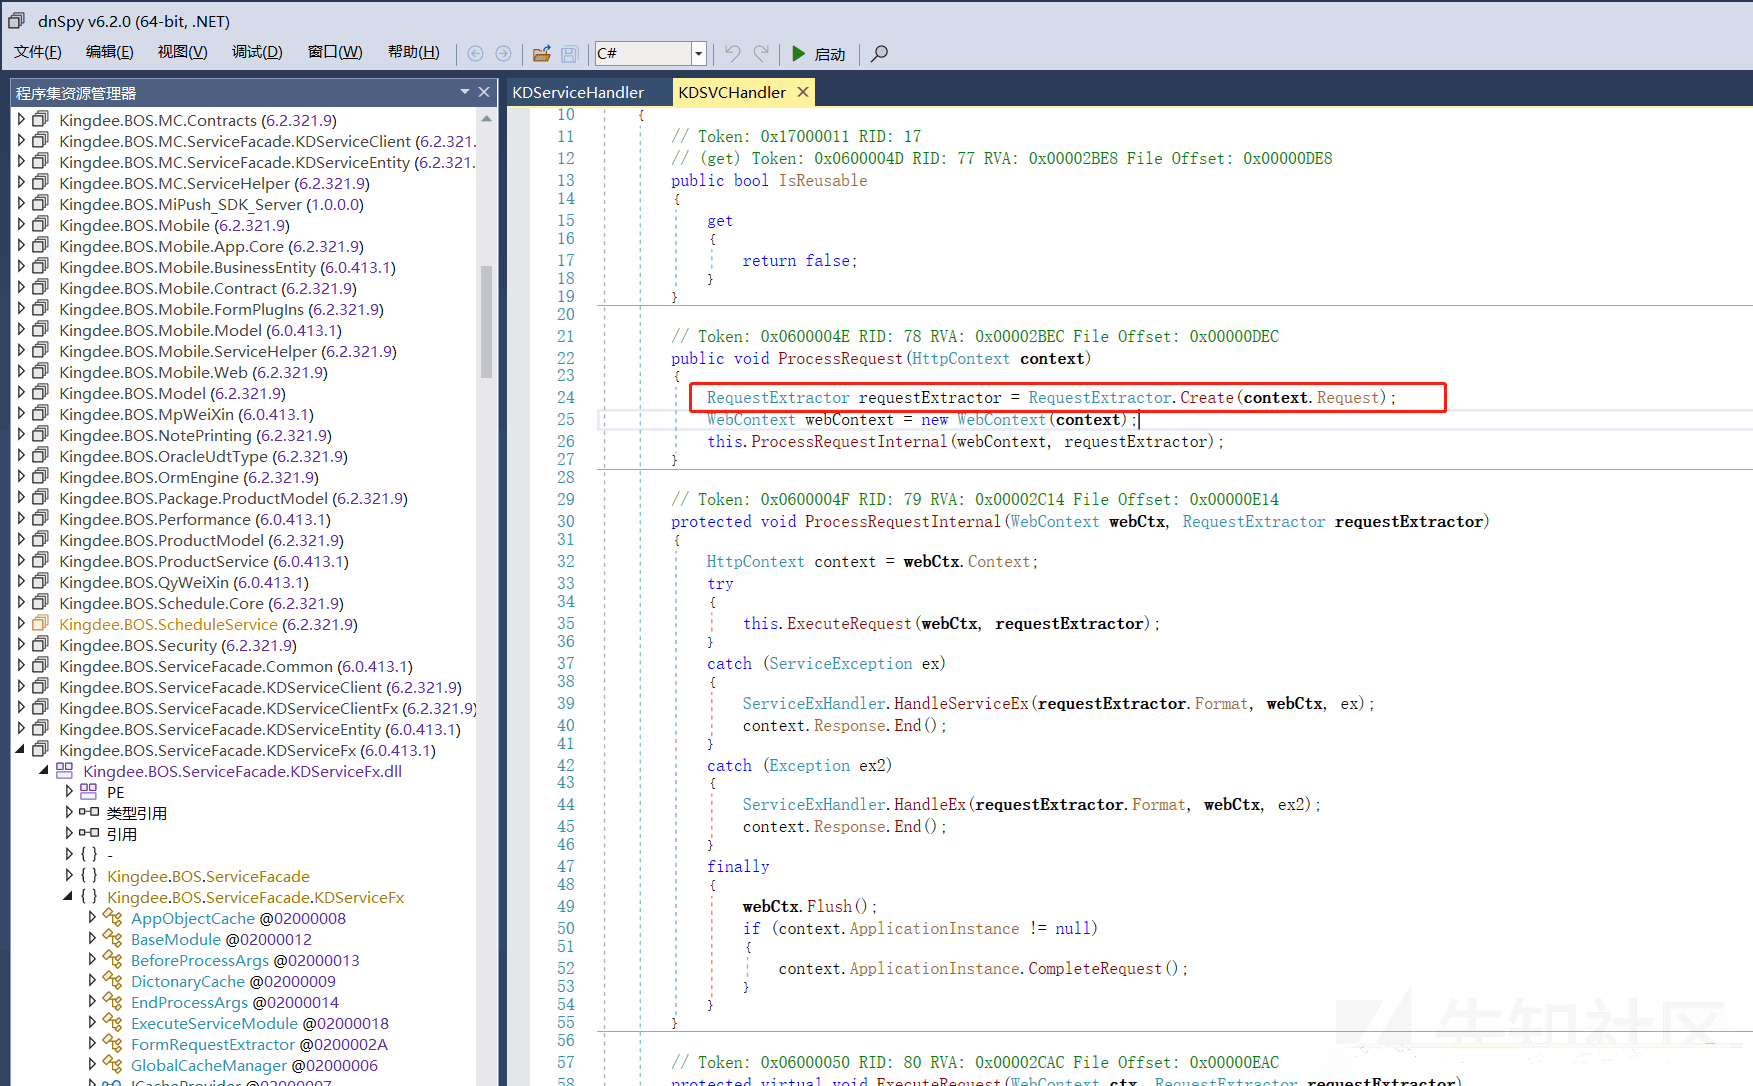 dnSpy v6.2.0 (64-bit, .NET)
文件(F) 编辑(E) 视图(V) 调试(D) 窗口(W) 帮助(H) C# 启动
程序集资源管理器
Kingdee.BOS.MC.Contracts (6.2.321.9)
Kingdee.BOS.MC.ServiceFacade.KDServiceClient (6.2.321.
Kingdee.BOS.MC.ServiceFacade.KDServiceEntity (6.2.321.
Kingdee.BOS.MC.ServiceHelper (6.2.321.9)
Kingdee.BOS.MiPush_SDK_Server (1.0.0.0)
Kingdee.BOS.Mobile (6.2.321.9)
Kingdee.BOS.Mobile.App.Core (6.2.321.9)
Kingdee.BOS.Mobile.BusinessEntity (6.0.413.1)
Kingdee.BOS.Mobile.Contract (6.2.321.9)
Kingdee.BOS.Mobile.FormPlugIns (6.2.321.9)
Kingdee.BOS.Mobile.Model (6.0.413.1)
Kingdee.BOS.Mobile.ServiceHelper (6.2.321.9)
Kingdee.BOS.Mobile.Web (6.2.321.9)
Kingdee.BOS.Model (6.2.321.9)
Kingdee.BOS.MpWeiXin (6.0.413.1)
Kingdee.BOS.NotePrinting (6.2.321.9)
Kingdee.BOS.OracleUdtType (6.2.321.9)
Kingdee.BOS.OrmEngine (6.2.321.9)
Kingdee.BOS.Package.ProductModel (6.2.321.9)
Kingdee.BOS.Performance (6.0.413.1)
Kingdee.BOS.ProductModel (6.2.321.9)
Kingdee.BOS.ProductService (6.0.413.1)
Kingdee.BOS.QyWeiXin (6.0.413.1)
Kingdee.BOS.Schedule.Core (6.2.321.9)
Kingdee.BOS.ScheduleService (6.2.321.9)
Kingdee.BOS.Security (6.2.321.9)
Kingdee.BOS.ServiceFacade.Common (6.0.413.1)
Kingdee.BOS.ServiceFacade.KDServiceClient (6.2.321.9)
Kingdee.BOS.ServiceFacade.KDServiceClientFx (6.2.321.9)
Kingdee.BOS.ServiceFacade.KDServiceEntity (6.0.413.1)
Kingdee.BOS.ServiceFacade.KDServiceFx (6.0.413.1)
Kingdee.BOS.ServiceFacade.KDServiceFx.dll
PE
类型引用
引用
{ } -
{ } Kingdee.BOS.ServiceFacade
{ } Kingdee.BOS.ServiceFacade.KDServiceFx
AppObjectCache @02000008
BaseModule @02000012
BeforeProcessArgs @02000013
DictonaryCache @02000009
EndProcessArgs @02000014
ExecuteServiceModule @02000018
FormRequestExtractor @0200002A
GlobalCacheManager @02000006
ICacheProvider @02000007
KDServiceHandler KDSVCHandler
10 {
11 // Token: 0x17000011 RID: 17
12 // (get) Token: 0x0600004D RID: 77 RVA: 0x00002BE8 File Offset: 0x00000DE8
13 public bool IsReusable
14 {
15 get
16 {
17 return false;
18 }
19 }
20
21 // Token: 0x0600004E RID: 78 RVA: 0x00002BEC File Offset: 0x00000DEC
22 public void ProcessRequest(HttpContext context)
23 {
24 RequestExtractor requestExtractor = RequestExtractor.Create(context.Request);
25 WebContext webContext = new WebContext(context);
26 this.ProcessRequestInternal(webContext, requestExtractor);
27 }
28
29 // Token: 0x0600004F RID: 79 RVA: 0x00002C14 File Offset: 0x00000E14
30 protected void ProcessRequestInternal(WebContext webCtx, RequestExtractor requestExtractor)
31 {
32 HttpContext context = webCtx.Context;
33 try
34 {
35 this.ExecuteRequest(webCtx, requestExtractor);
36 }
37 catch (ServiceException ex)
38 {
39 ServiceExHandler.HandleServiceEx(requestExtractor.Format, webCtx, ex);
40 context.Response.End();
41 }
42 catch (Exception ex2)
43 {
44 ServiceExHandler.HandleEx(requestExtractor.Format, webCtx, ex2);
45 context.Response.End();
46 }
47 finally
48 {
49 webCtx.Flush();
50 if (context.ApplicationInstance != null)
51 {
52 context.ApplicationInstance.CompleteRequest();
53 }
54 }
55 }
56
57 // Token: 0x06000050 RID: 80 RVA: 0x00002CAC File Offset: 0x00000EAC
58 protected virtual void ExecuteRequest(WebContext ctx, RequestExtractor requestExtractor)
先知社区